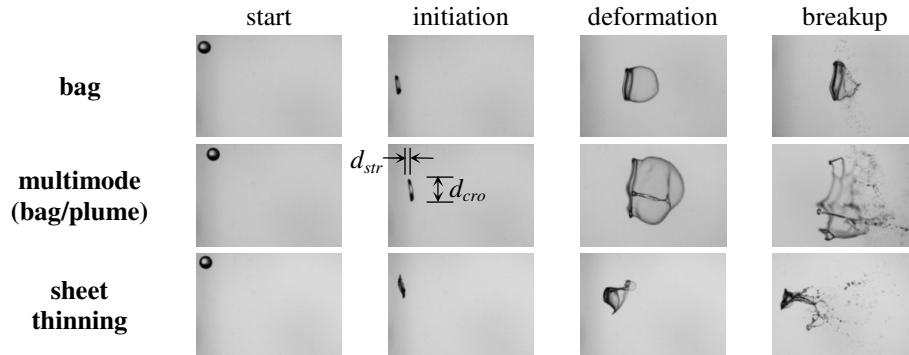 start initiation deformation breakup
bag
multimode
(bag/plume)
d_str
d_cro
sheet
thinning